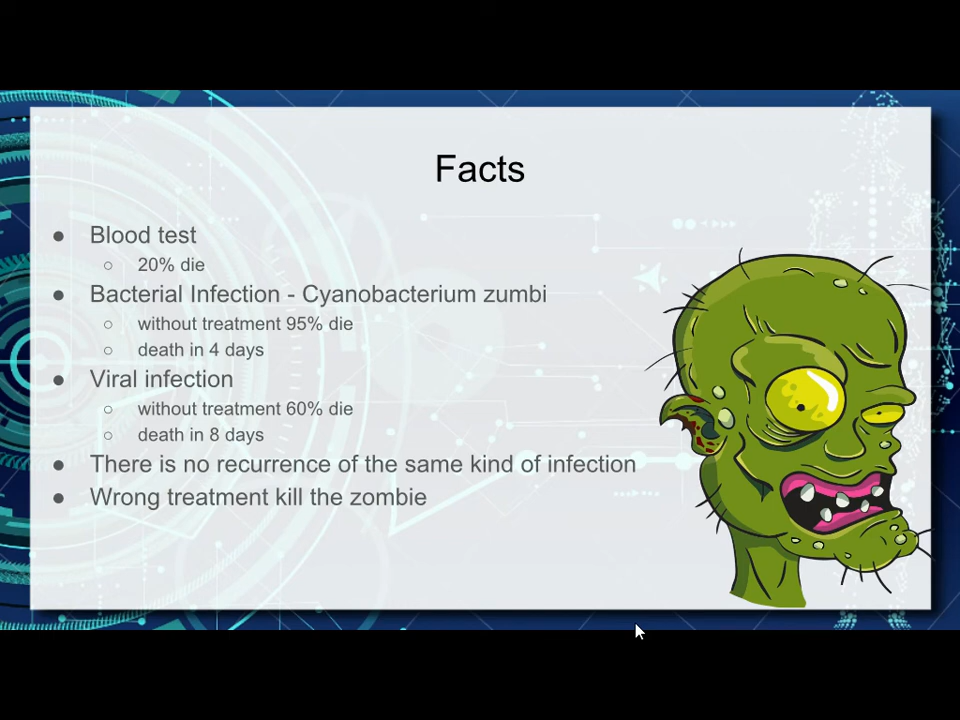 Facts
● Blood test
○ 20% die
● Bacterial Infection - Cyanobacterium zumbi
○ without treatment 95% die
○ death in 4 days
● Viral infection
○ without treatment 60% die
○ death in 8 days
● There is no recurrence of the same kind of infection
● Wrong treatment kill the zombie